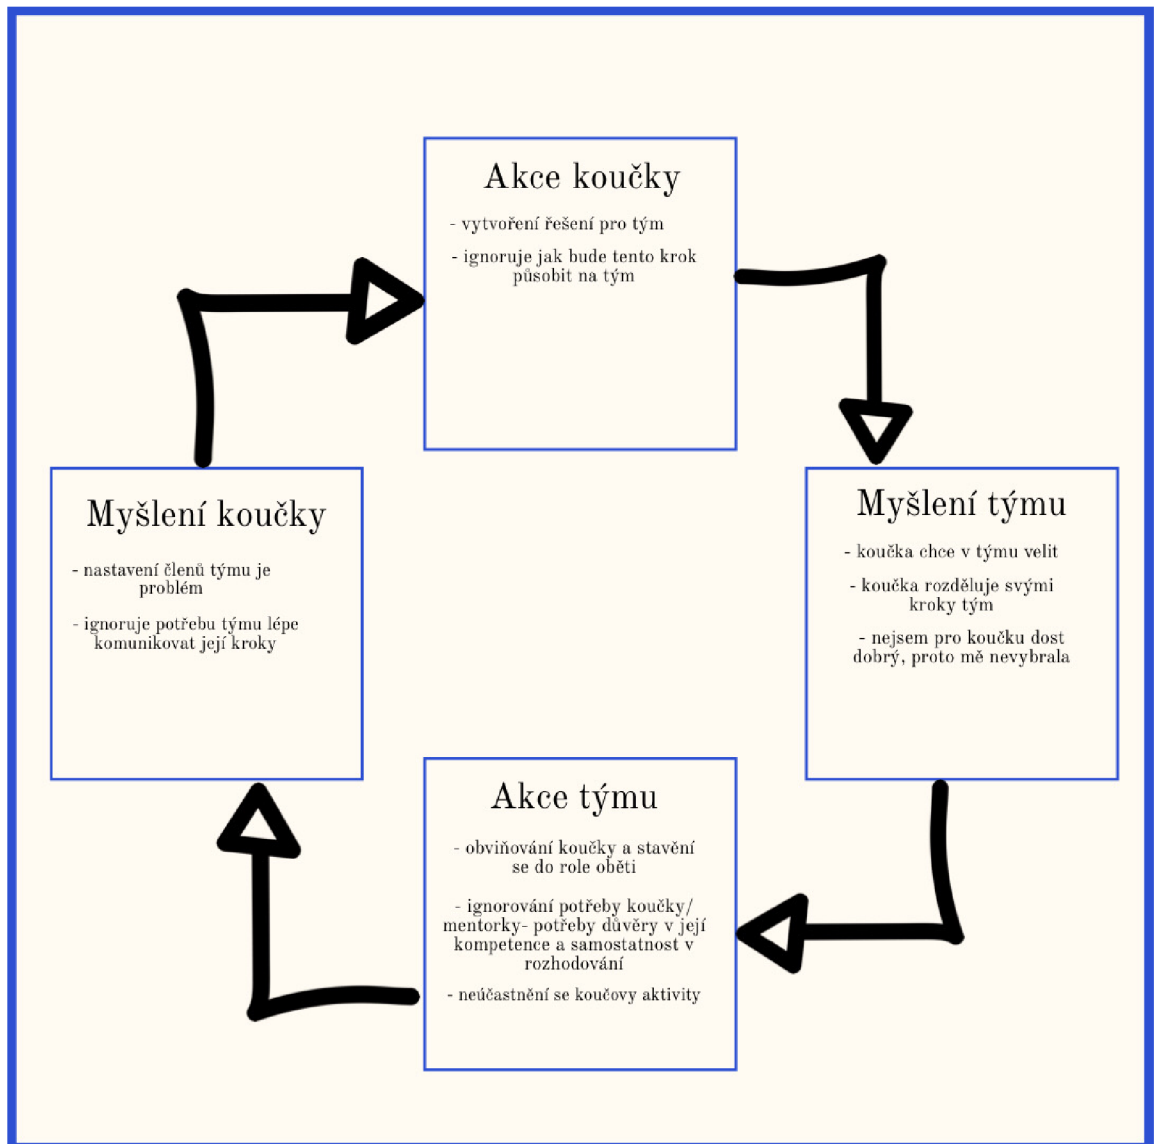 Akce koučky
- vytvoření řešení pro tým
- ignoruje jak bude tento krok
působit na tým
Myšlení koučky
- nastavení členů týmu je
problém
- ignoruje potřebu týmu lépe
komunikovat její kroky
Myšlení týmu
- koučka chce v týmu velit
- koučka rozděluje svými
kroky tým
- nejsem pro koučku dost
dobrý, proto mě nevybrala
Akce týmu
- obviňování koučky a stavění
se do role oběti
- ignorování potřeby koučky/
mentorky- potřeby důvěry v její
kompetence a samostatnost v
rozhodování
- neúčastnění se koučovy aktivity